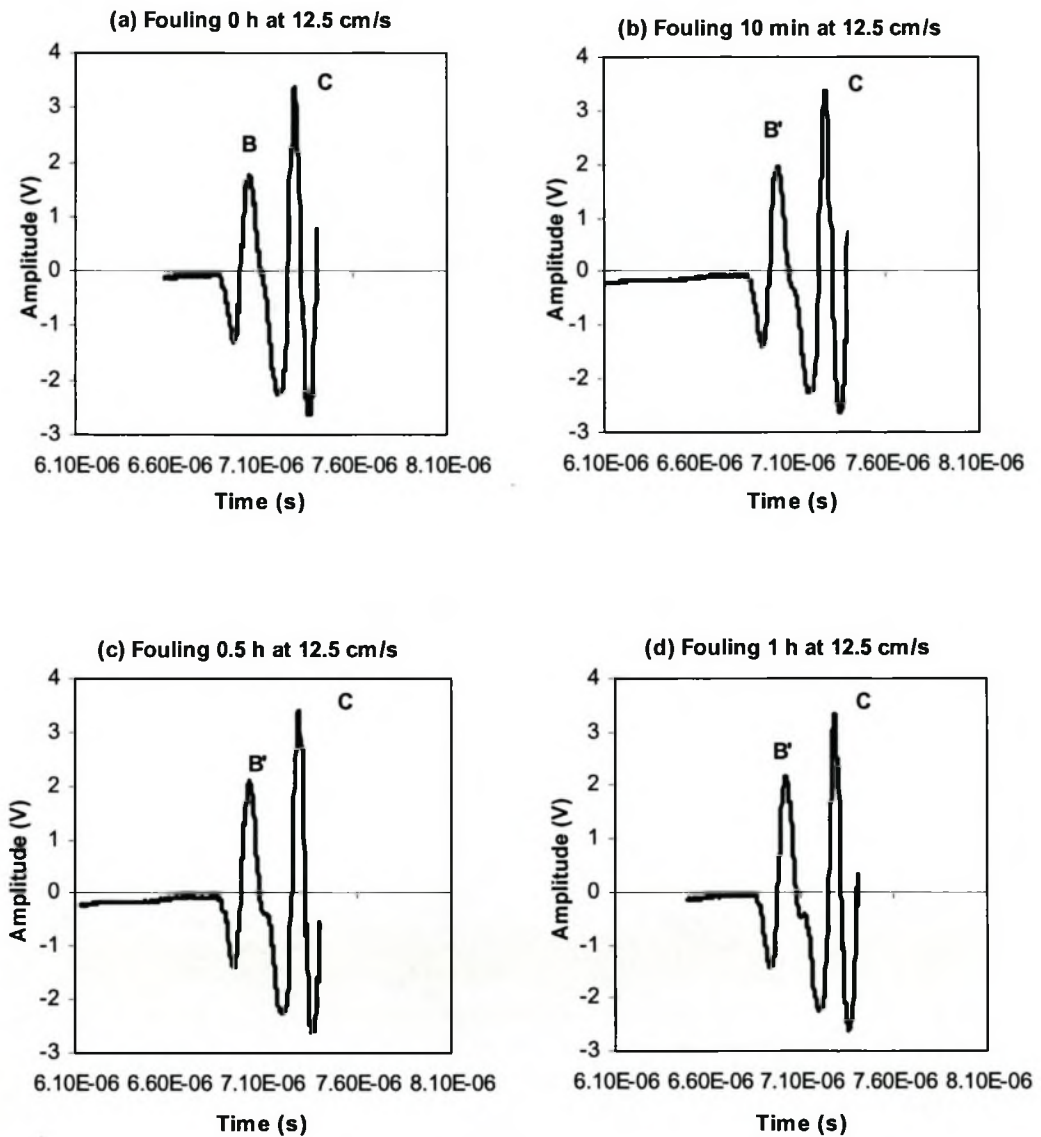 (a) Fouling 0 h at 12.5 cm/s
4
3
2
1
0
-1
-2
-3
Amplitude (V)
B
C
6.10E-06 6.60E-06 7.10E-06 7.60E-06 8.10E-06
Time (s)
(b) Fouling 10 min at 12.5 cm/s
4
3
2
1
0
-1
-2
-3
Amplitude (V)
B'
C
6.10E-06 6.60E-06 7.10E-06 7.60E-06 8.10E-06
Time (s)
(c) Fouling 0.5 h at 12.5 cm/s
4
3
2
1
0
-1
-2
-3
Amplitude (V)
B'
C
6.10E-06 6.60E-06 7.10E-06 7.60E-06 8.10E-06
Time (s)
(d) Fouling 1 h at 12.5 cm/s
4
3
2
1
0
-1
-2
-3
Amplitude (V)
B'
C
6.10E-06 6.60E-06 7.10E-06 7.60E-06 8.10E-06
Time (s)